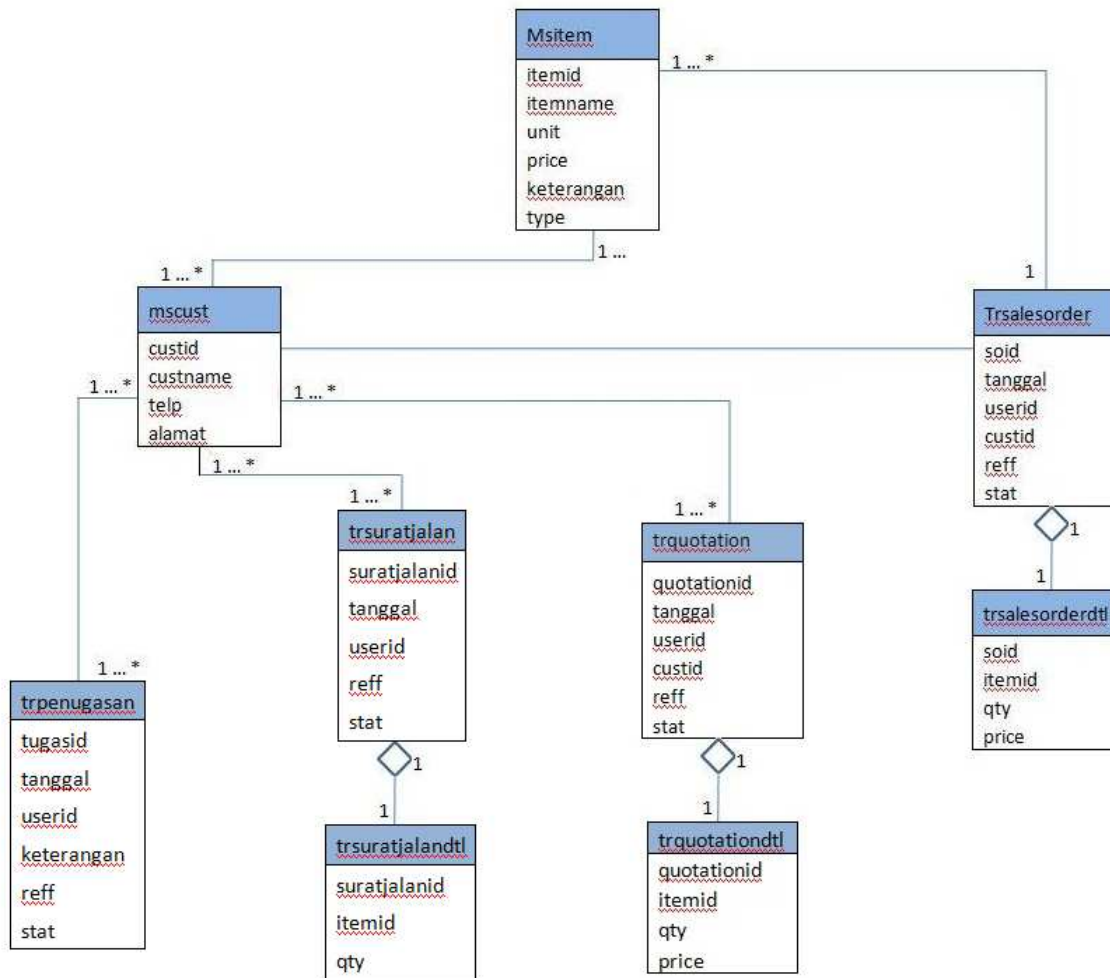 Msitem
itemid
itemname
unit
price
keterangan
type
1 ... *
1 ...
1 ... *
1
mscust
custid
custname
telp
alamat
1 ... *
1 ... *
1 ... *
1 ... *
1 ... *
1 ... *
Trsalesorder
soid
tanggal
userid
custid
reff
stat
1
1
trsalesorderdtl
soid
itemid
qty
price
trsuratjalan
suratjalanid
tanggal
userid
reff
stat
1
1
trsuratjalandtl
suratjalanid
itemid
qty
trquotation
quotationid
tanggal
userid
custid
reff
stat
1
1
trquotationdtl
quotationid
itemid
qty
price
trpenugasan
tugasid
tanggal
userid
keterangan
reff
stat